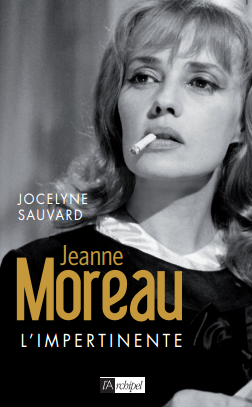 JOCELYNE
SAUVARD
Jeanne
Moreau
L'IMPERTINENTE
l'Archipel